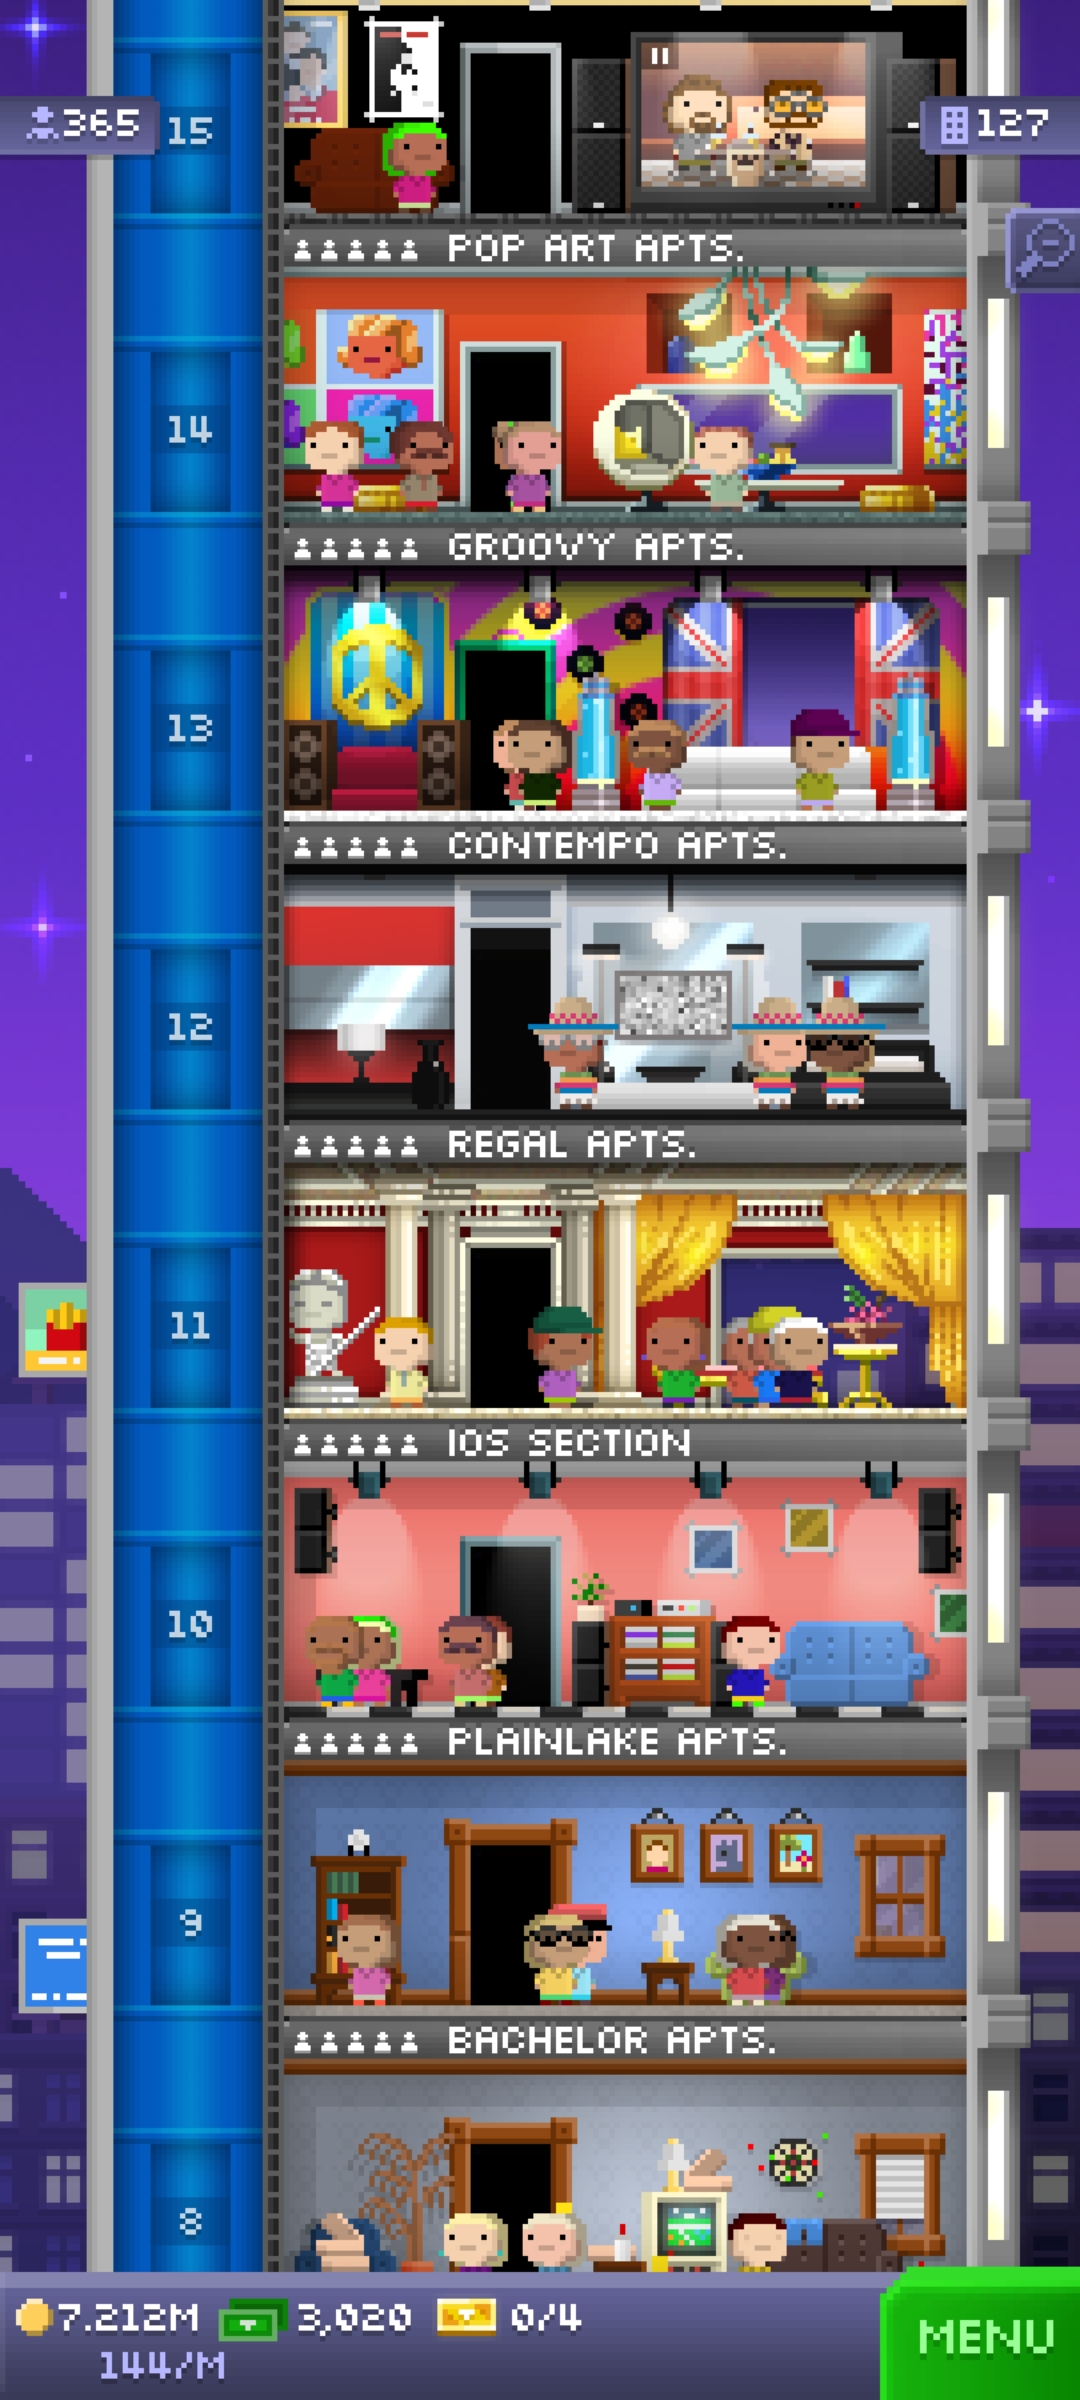 365
15
127
POP ART APTS.
14
GROOVY APTS.
13
CONTEMPO APTS.
12
REGAL APTS.
11
IOS SECTION
10
PLAINLAKE APTS.
9
BACHELOR APTS.
8
7.212M 3,020 0/4
144/M
MENU